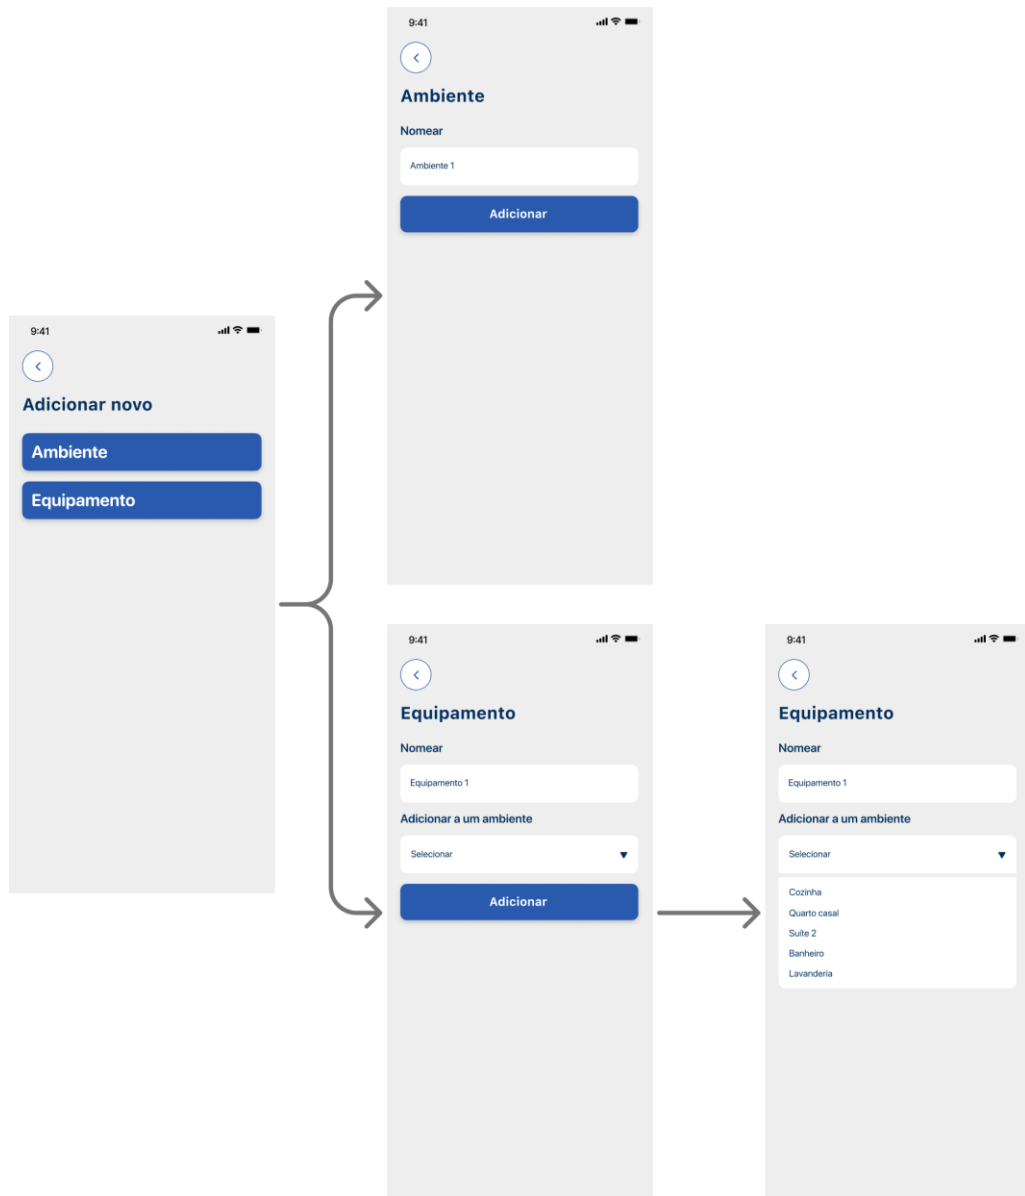 9:41
Adicionar novo
Ambiente
Equipamento
9:41
Ambiente
Nomear
Ambiente 1
Adicionar
9:41
Equipamento
Nomear
Equipamento 1
Adicionar a um ambiente
Selecionar
Adicionar
9:41
Equipamento
Nomear
Equipamento 1
Adicionar a um ambiente
Selecionar
Cozinha
Quarto casal
Suíte 2
Banheiro
Lavanderia